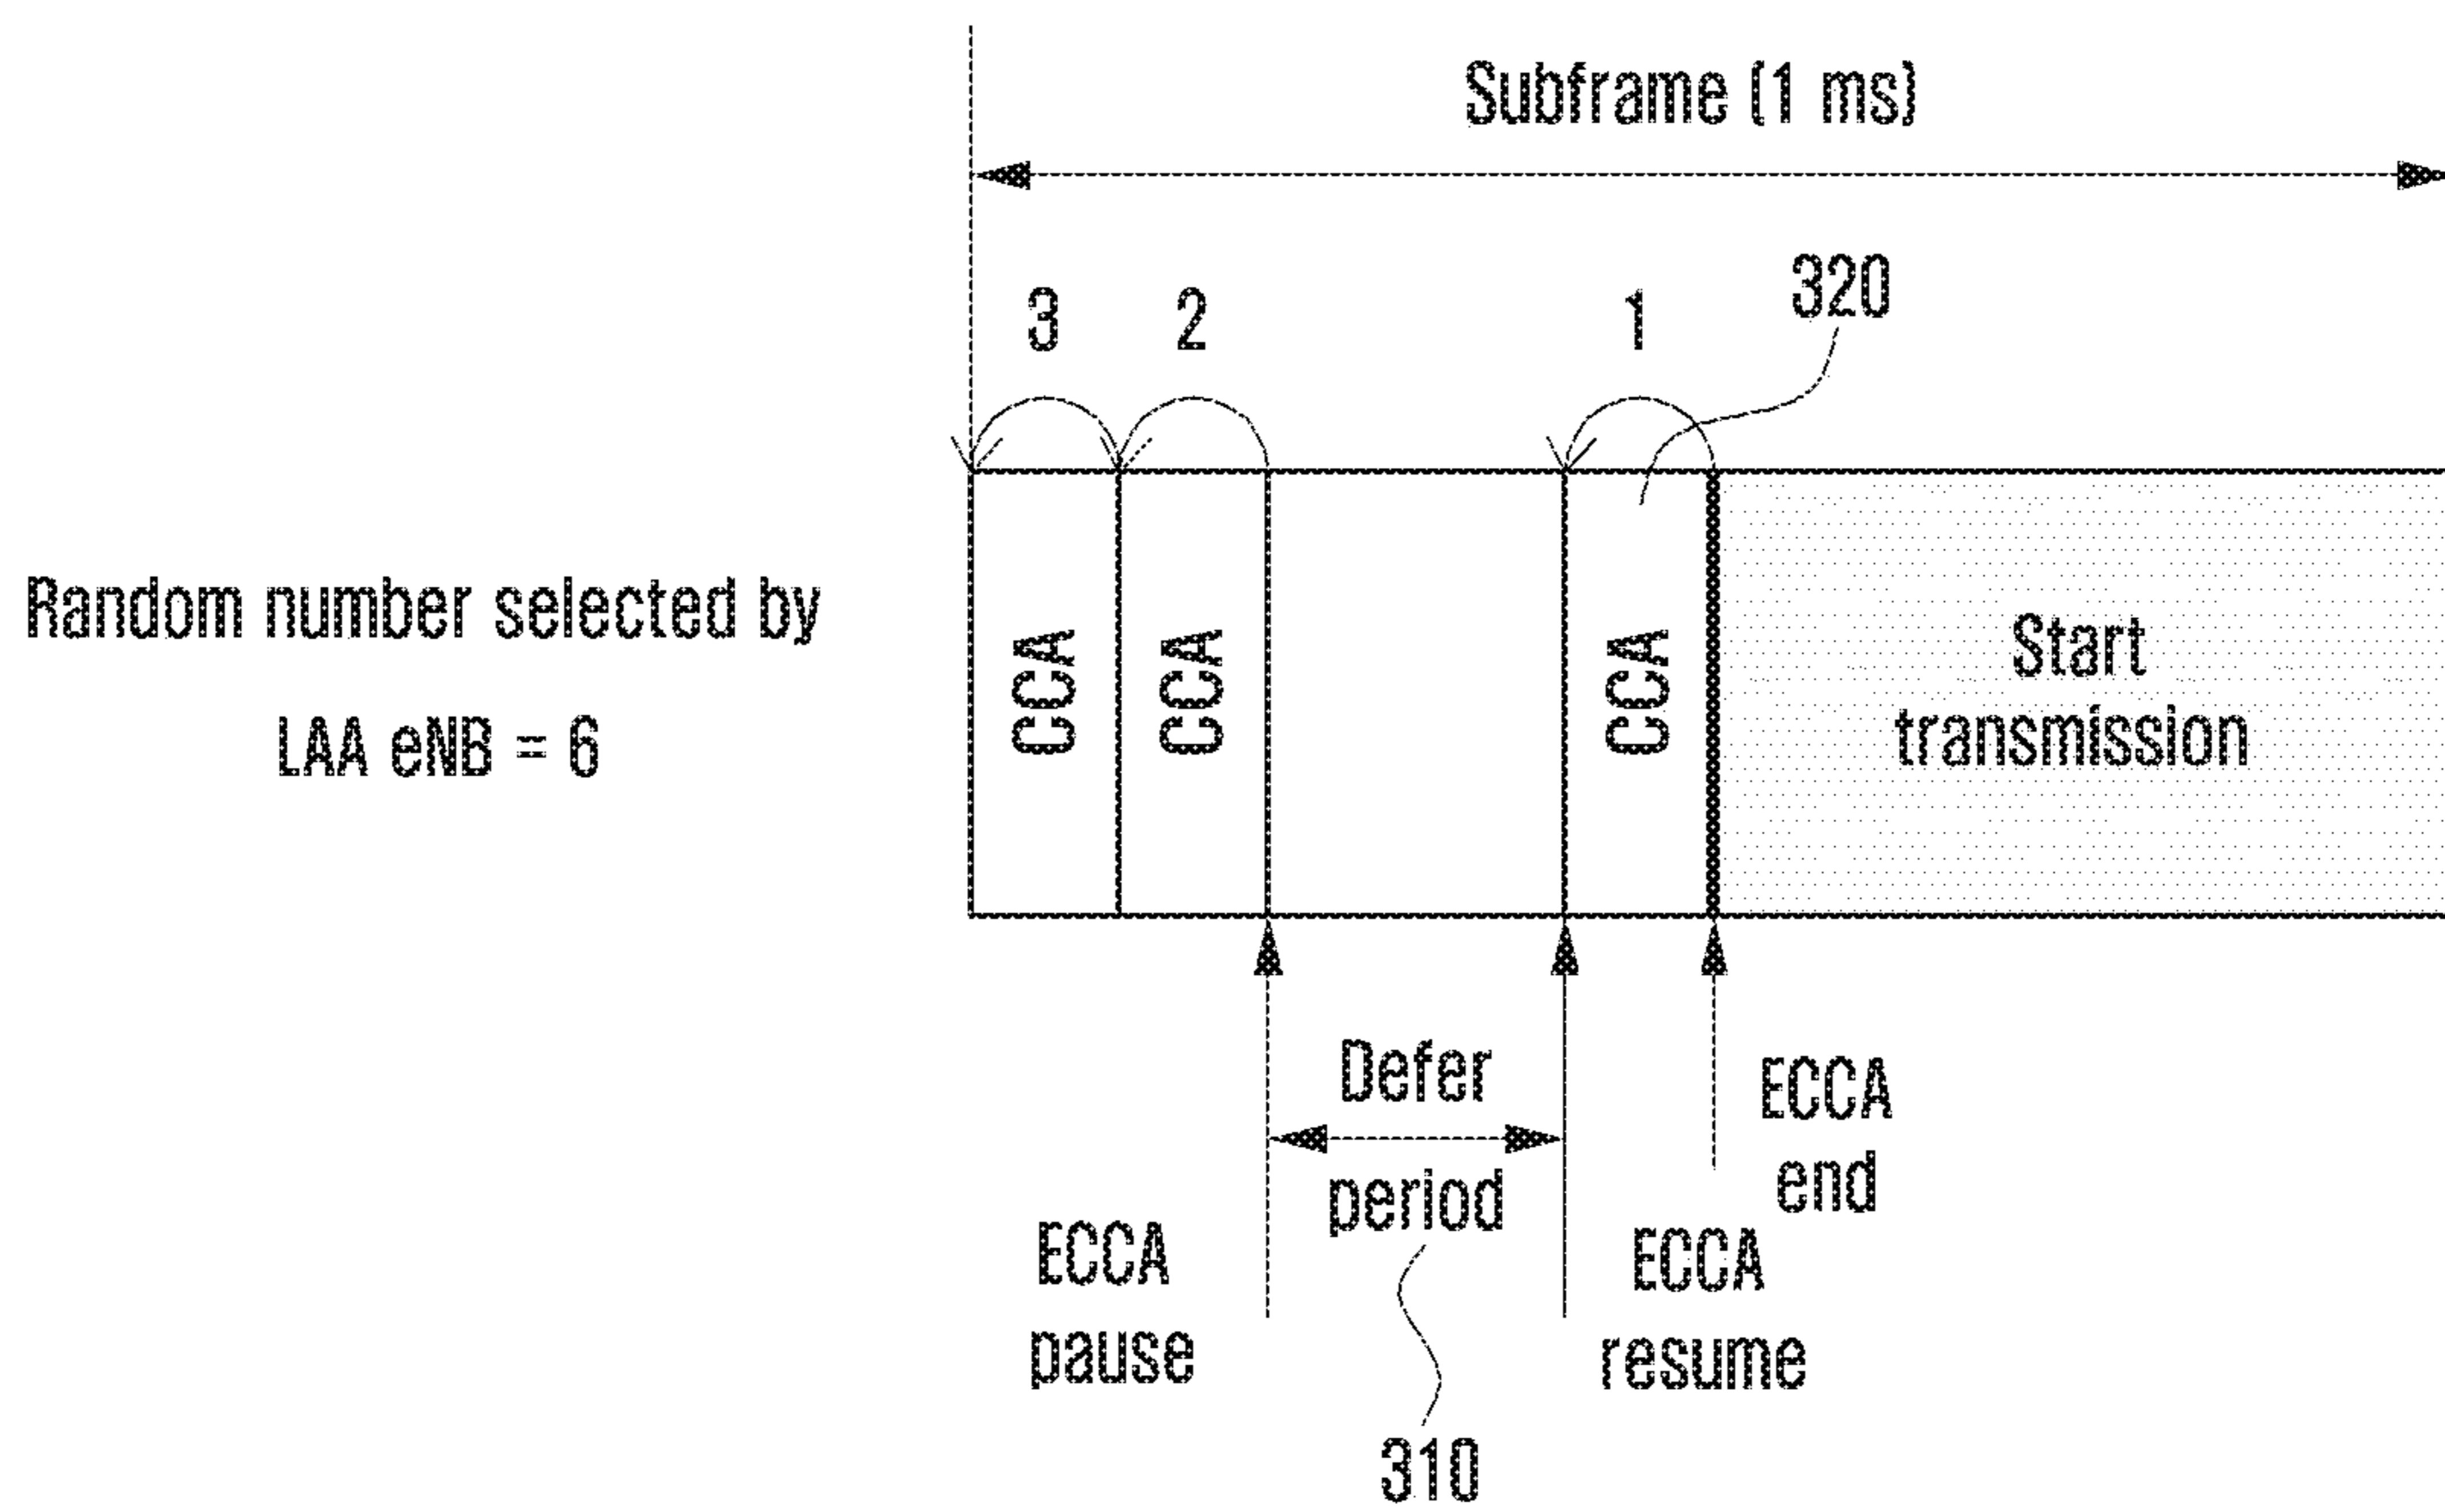 Subframe (1 ms)
3
2
1
320
Random number selected by
LAA eNB = 6
CCA
CCA
CCA
Start
transmission
Defer
period
ECCA
end
ECCA
pause
ECCA
resume
310